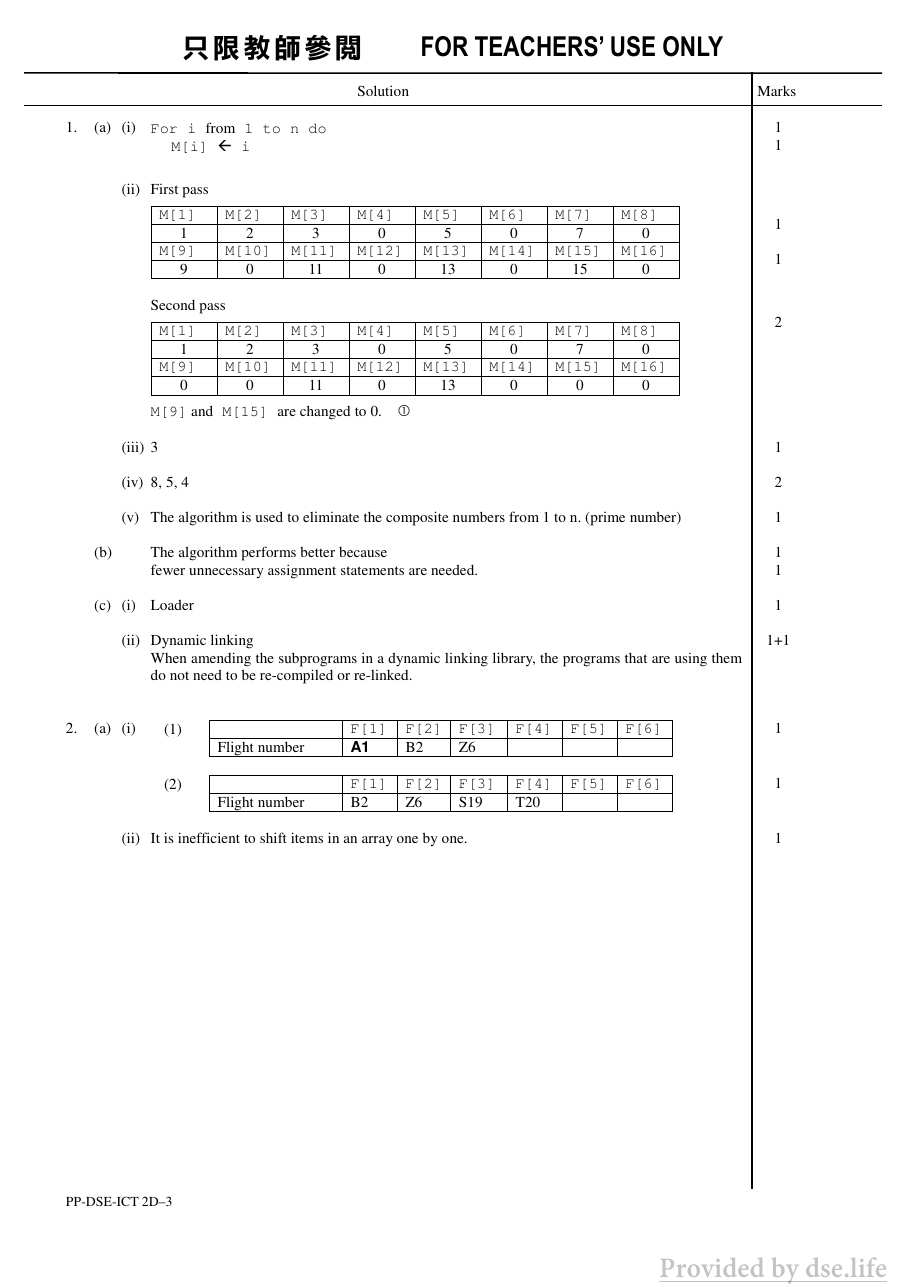 只限教師參閱 FOR TEACHERS' USE ONLY
Solution Marks
1. (a) (i) For i from 1 to n do 1
M[i] ← i 1
(ii) First pass
M[1] M[2] M[3] M[4] M[5] M[6] M[7] M[8]
1 2 3 0 5 0 7 0 1
M[9] M[10] M[11] M[12] M[13] M[14] M[15] M[16]
9 0 11 0 13 0 15 0 1
Second pass
M[1] M[2] M[3] M[4] M[5] M[6] M[7] M[8] 2
1 2 3 0 5 0 7 0
M[9] M[10] M[11] M[12] M[13] M[14] M[15] M[16]
0 0 11 0 13 0 0 0
M[9] and M[15] are changed to 0. ①
(iii) 3 1
(iv) 8, 5, 4 2
(v) The algorithm is used to eliminate the composite numbers from 1 to n. (prime number) 1
(b) The algorithm performs better because 1
fewer unnecessary assignment statements are needed. 1
(c) (i) Loader 1
(ii) Dynamic linking 1+1
When amending the subprograms in a dynamic linking library, the programs that are using them
do not need to be re-compiled or re-linked.
2. (a) (i) (1) F[1] F[2] F[3] F[4] F[5] F[6] 1
Flight number A1 B2 Z6
(2) F[1] F[2] F[3] F[4] F[5] F[6] 1
Flight number B2 Z6 S19 T20
(ii) It is inefficient to shift items in an array one by one. 1
PP-DSE-ICT 2D–3
Provided by dse.life